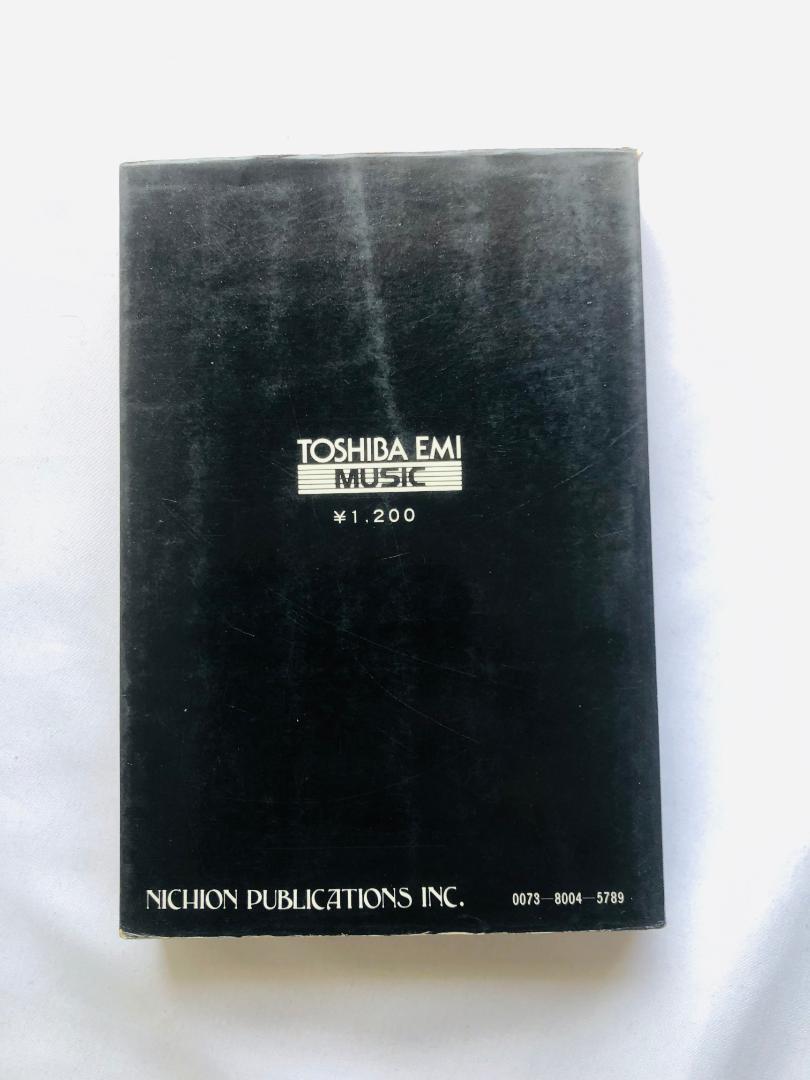 TOSHIBA EMI
MUSIC
¥1,200
NICHION PUBLICATIONS INC.
0073—8004—5789